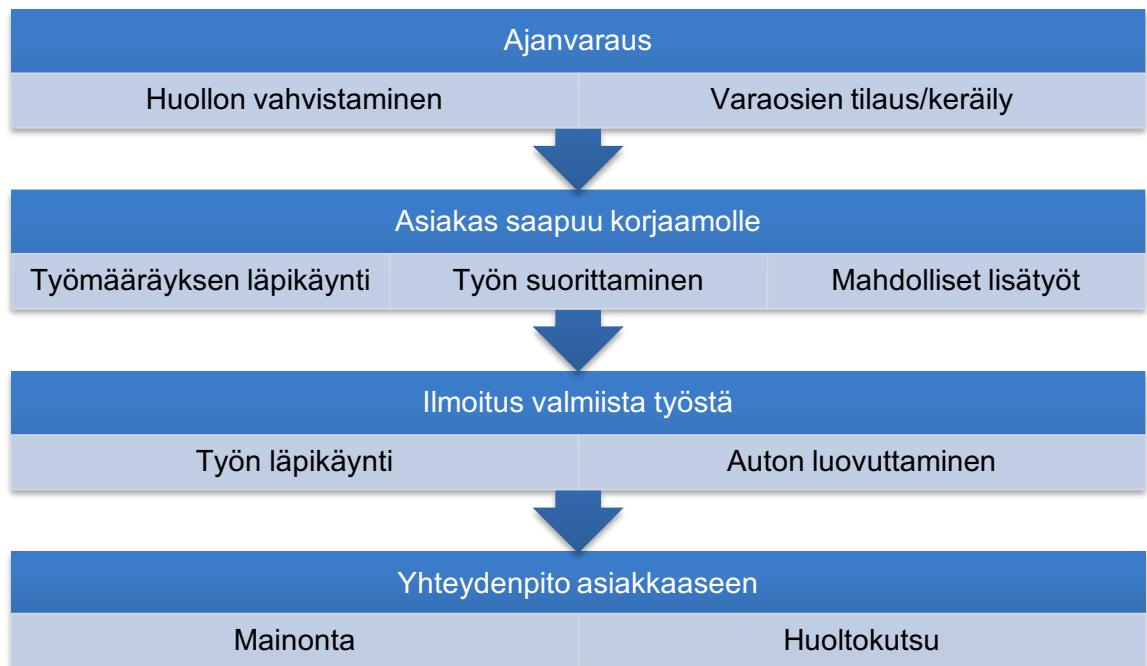 Ajanvaraus
Huollon vahvistaminen
Varaosien tilaus/keräily
Asiakas saapuu korjaamolle
Työmääräyksen läpikäynti
Työn suorittaminen
Mahdolliset lisätyöt
Ilmoitus valmiista työstä
Työn läpikäynti
Auton luovuttaminen
Yhteydenpito asiakkaaseen
Mainonta
Huoltokutsu